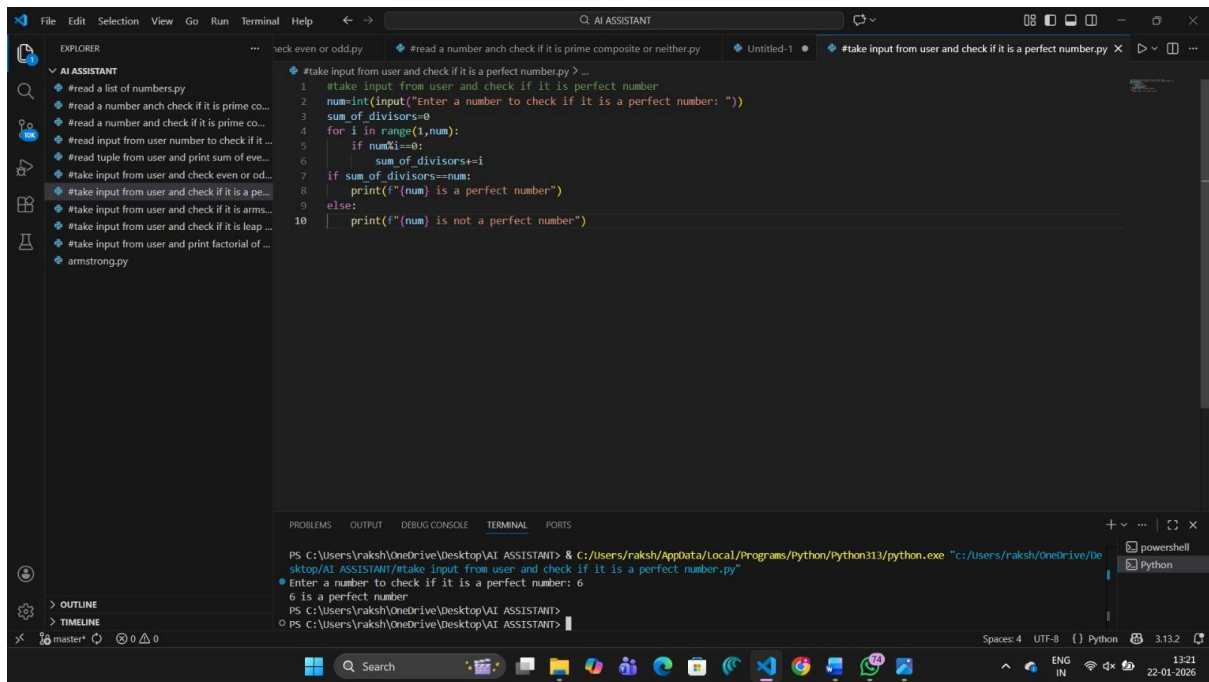 File Edit Selection View Go Run Terminal Help
AI ASSISTANT
EXPLORER
AI ASSISTANT
#read a list of numbers.py
#read a number anch check if it is prime co...
#read a number and check if it is prime co...
#read input from user number to check if it ...
#read tuple from user and print sum of eve...
#take input from user and check even or od...
#take input from user and check if it is a pe...
#take input from user and check if it is arms...
#take input from user and check if it is leap ...
#take input from user and print factorial of ...
armstrong.py
OUTLINE
TIMELINE
1
10K
heck even or odd.py #read a number anch check if it is prime composite or neither.py Untitled-1 #take input from user and check if it is a perfect number.py
#take input from user and check if it is a perfect number.py > ...
1 #take input from user and check if it is perfect number
2 num=int(input("Enter a number to check if it is a perfect number: "))
3 sum_of_divisors=0
4 for i in range(1,num):
5 if num%i==0:
6 sum_of_divisors+=i
7 if sum_of_divisors==num:
8 print(f"{num} is a perfect number")
9 else:
10 print(f"{num} is not a perfect number")
PROBLEMS OUTPUT DEBUG CONSOLE TERMINAL PORTS
PS C:\Users\raksh\OneDrive\Desktop\AI ASSISTANT> & C:/Users/raksh/AppData/Local/Programs/Python/Python313/python.exe "c:/Users/raksh/OneDrive/De
sktop/AI ASSISTANT/#take input from user and check if it is a perfect number.py"
Enter a number to check if it is a perfect number: 6
6 is a perfect number
PS C:\Users\raksh\OneDrive\Desktop\AI ASSISTANT>
PS C:\Users\raksh\OneDrive\Desktop\AI ASSISTANT>
powershell
Python
master* 0 0 Spaces: 4 UTF-8 {} Python 3.13.2
Search
74
ENG
IN
13:21
22-01-2026